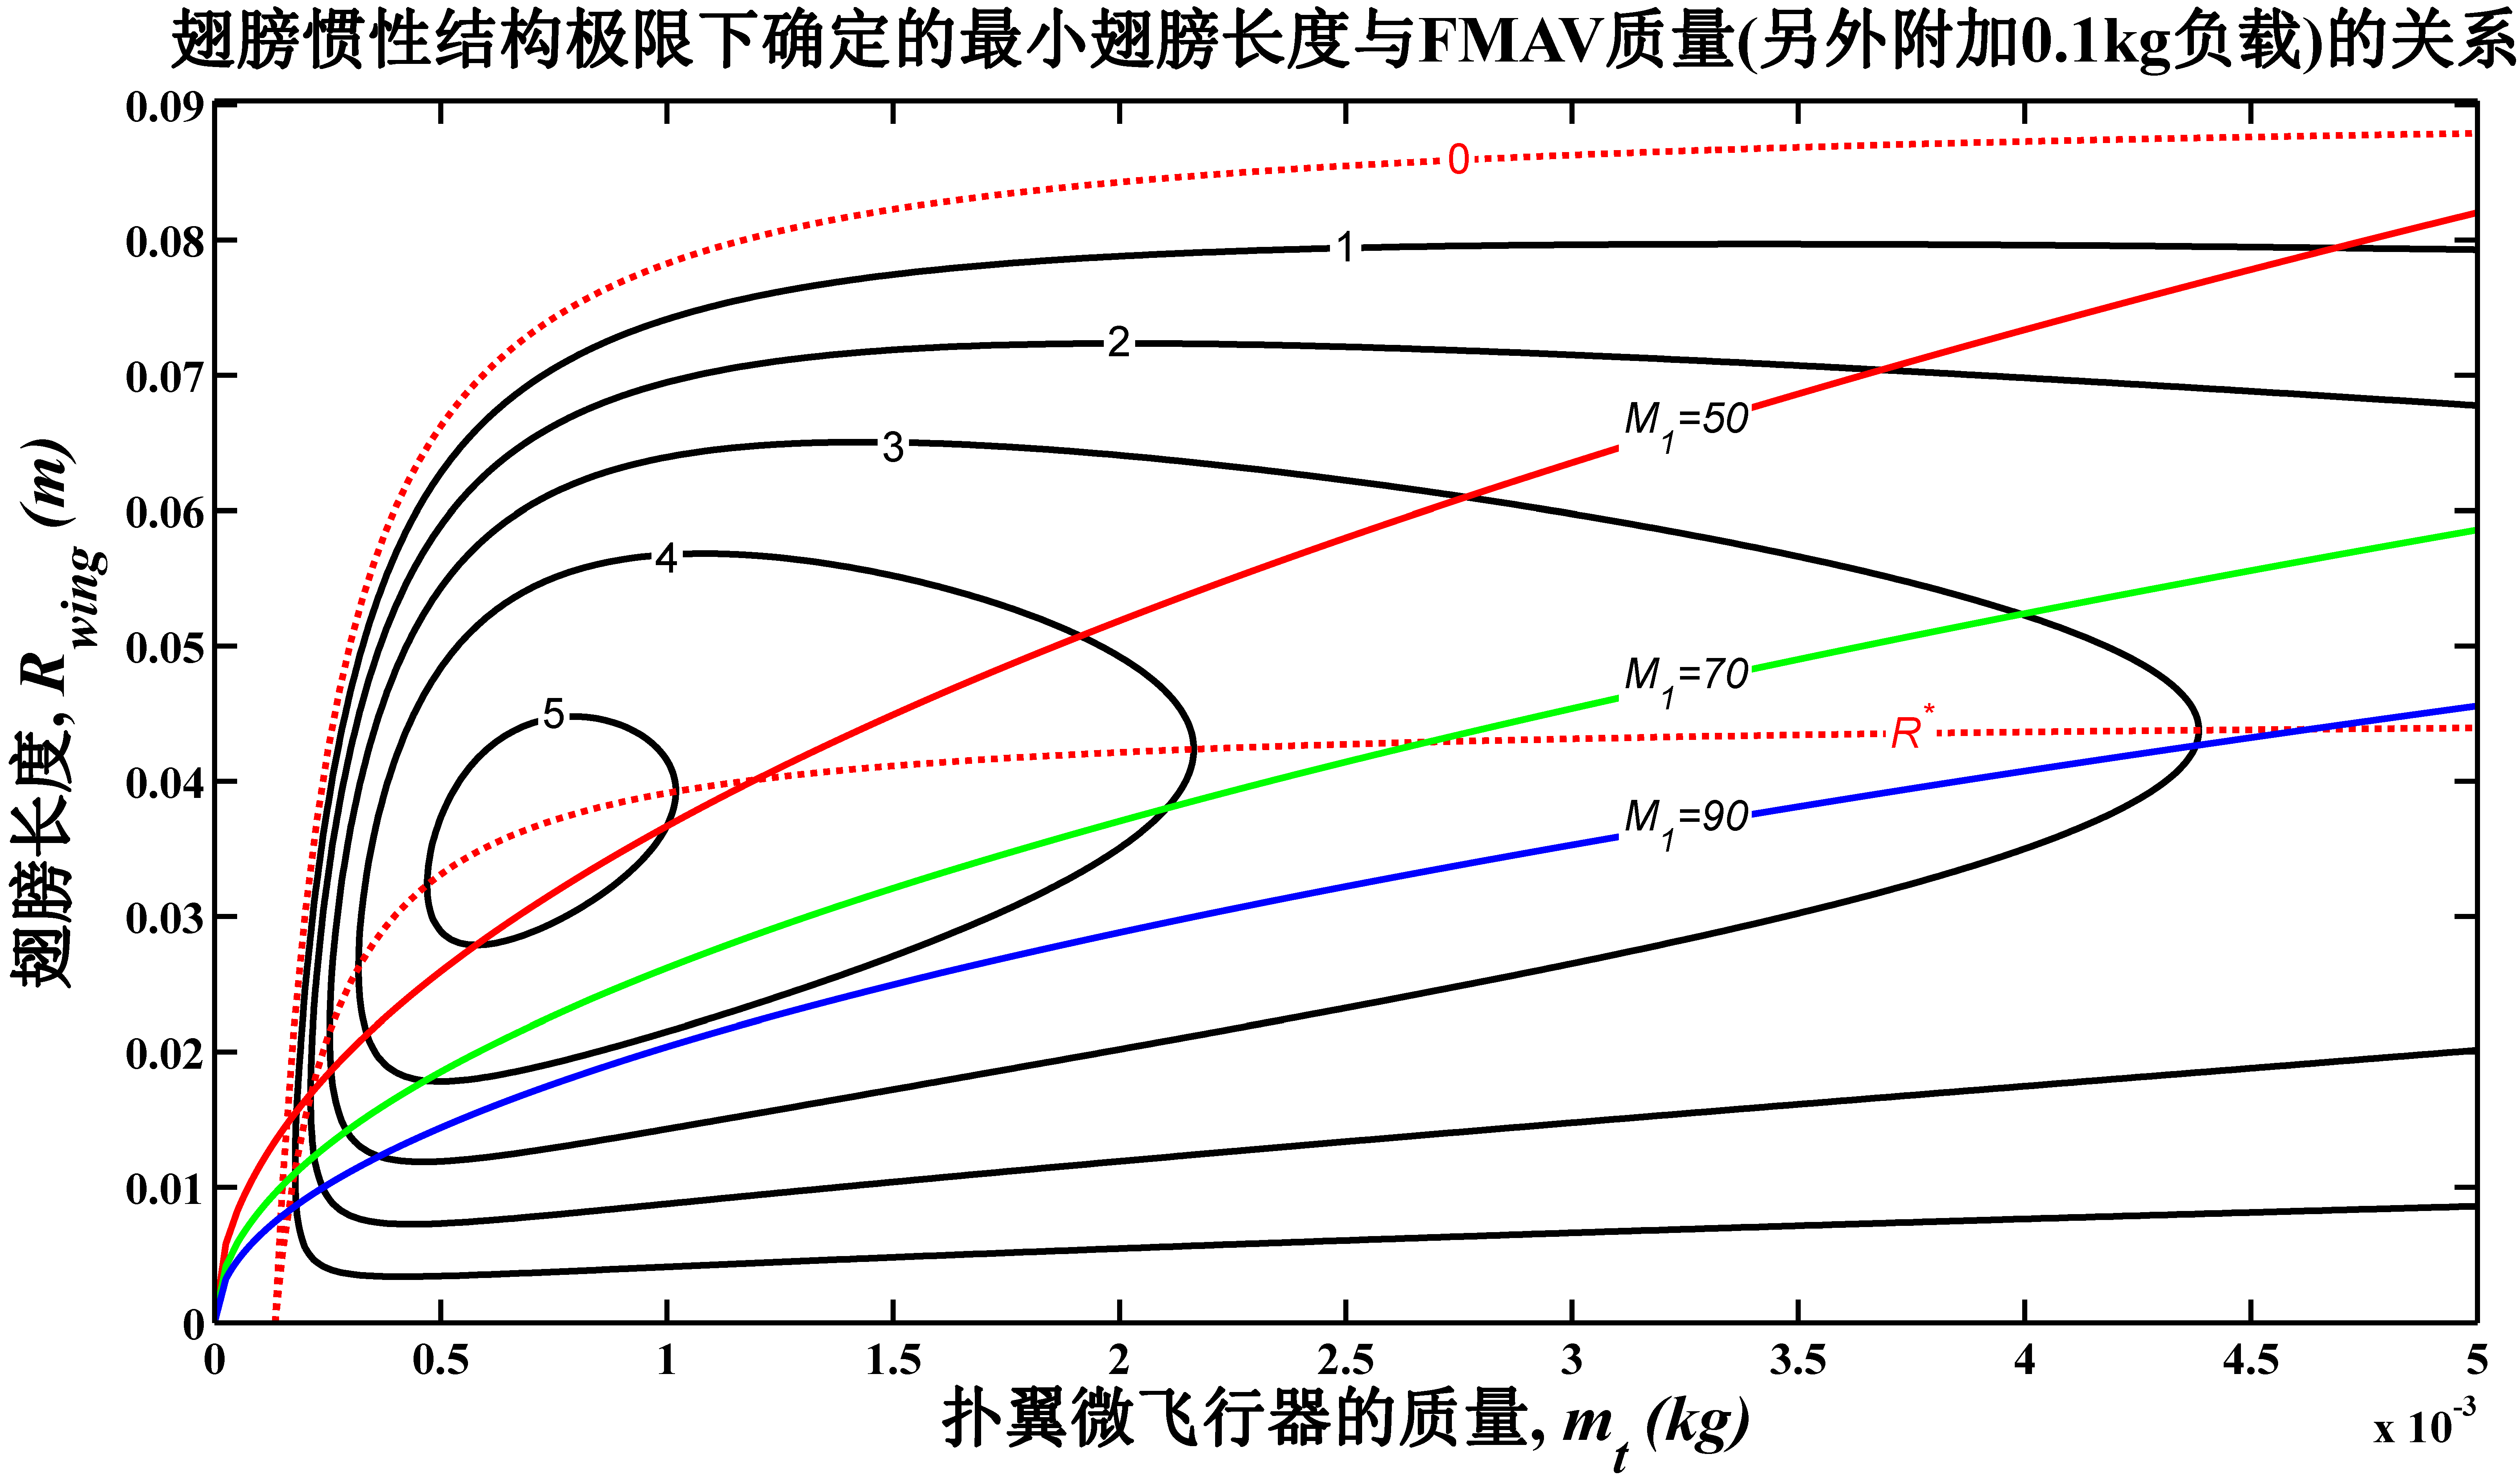 翅膀惯性结构极限下确定的最小翅膀长度与FMAV质量(另外附加0.1kg负载)的关系
0.09
0.08
0.07
0.06
0.05
0.04
0.03
0.02
0.01
0
翅膀长度, R wing (m)
0
1
2
3
4
5
M1=50
M1=70
R*
M1=90
0 0.5 1 1.5 2 2.5 3 3.5 4 4.5 5
x 10-3
扑翼微飞行器的质量, mt (kg)